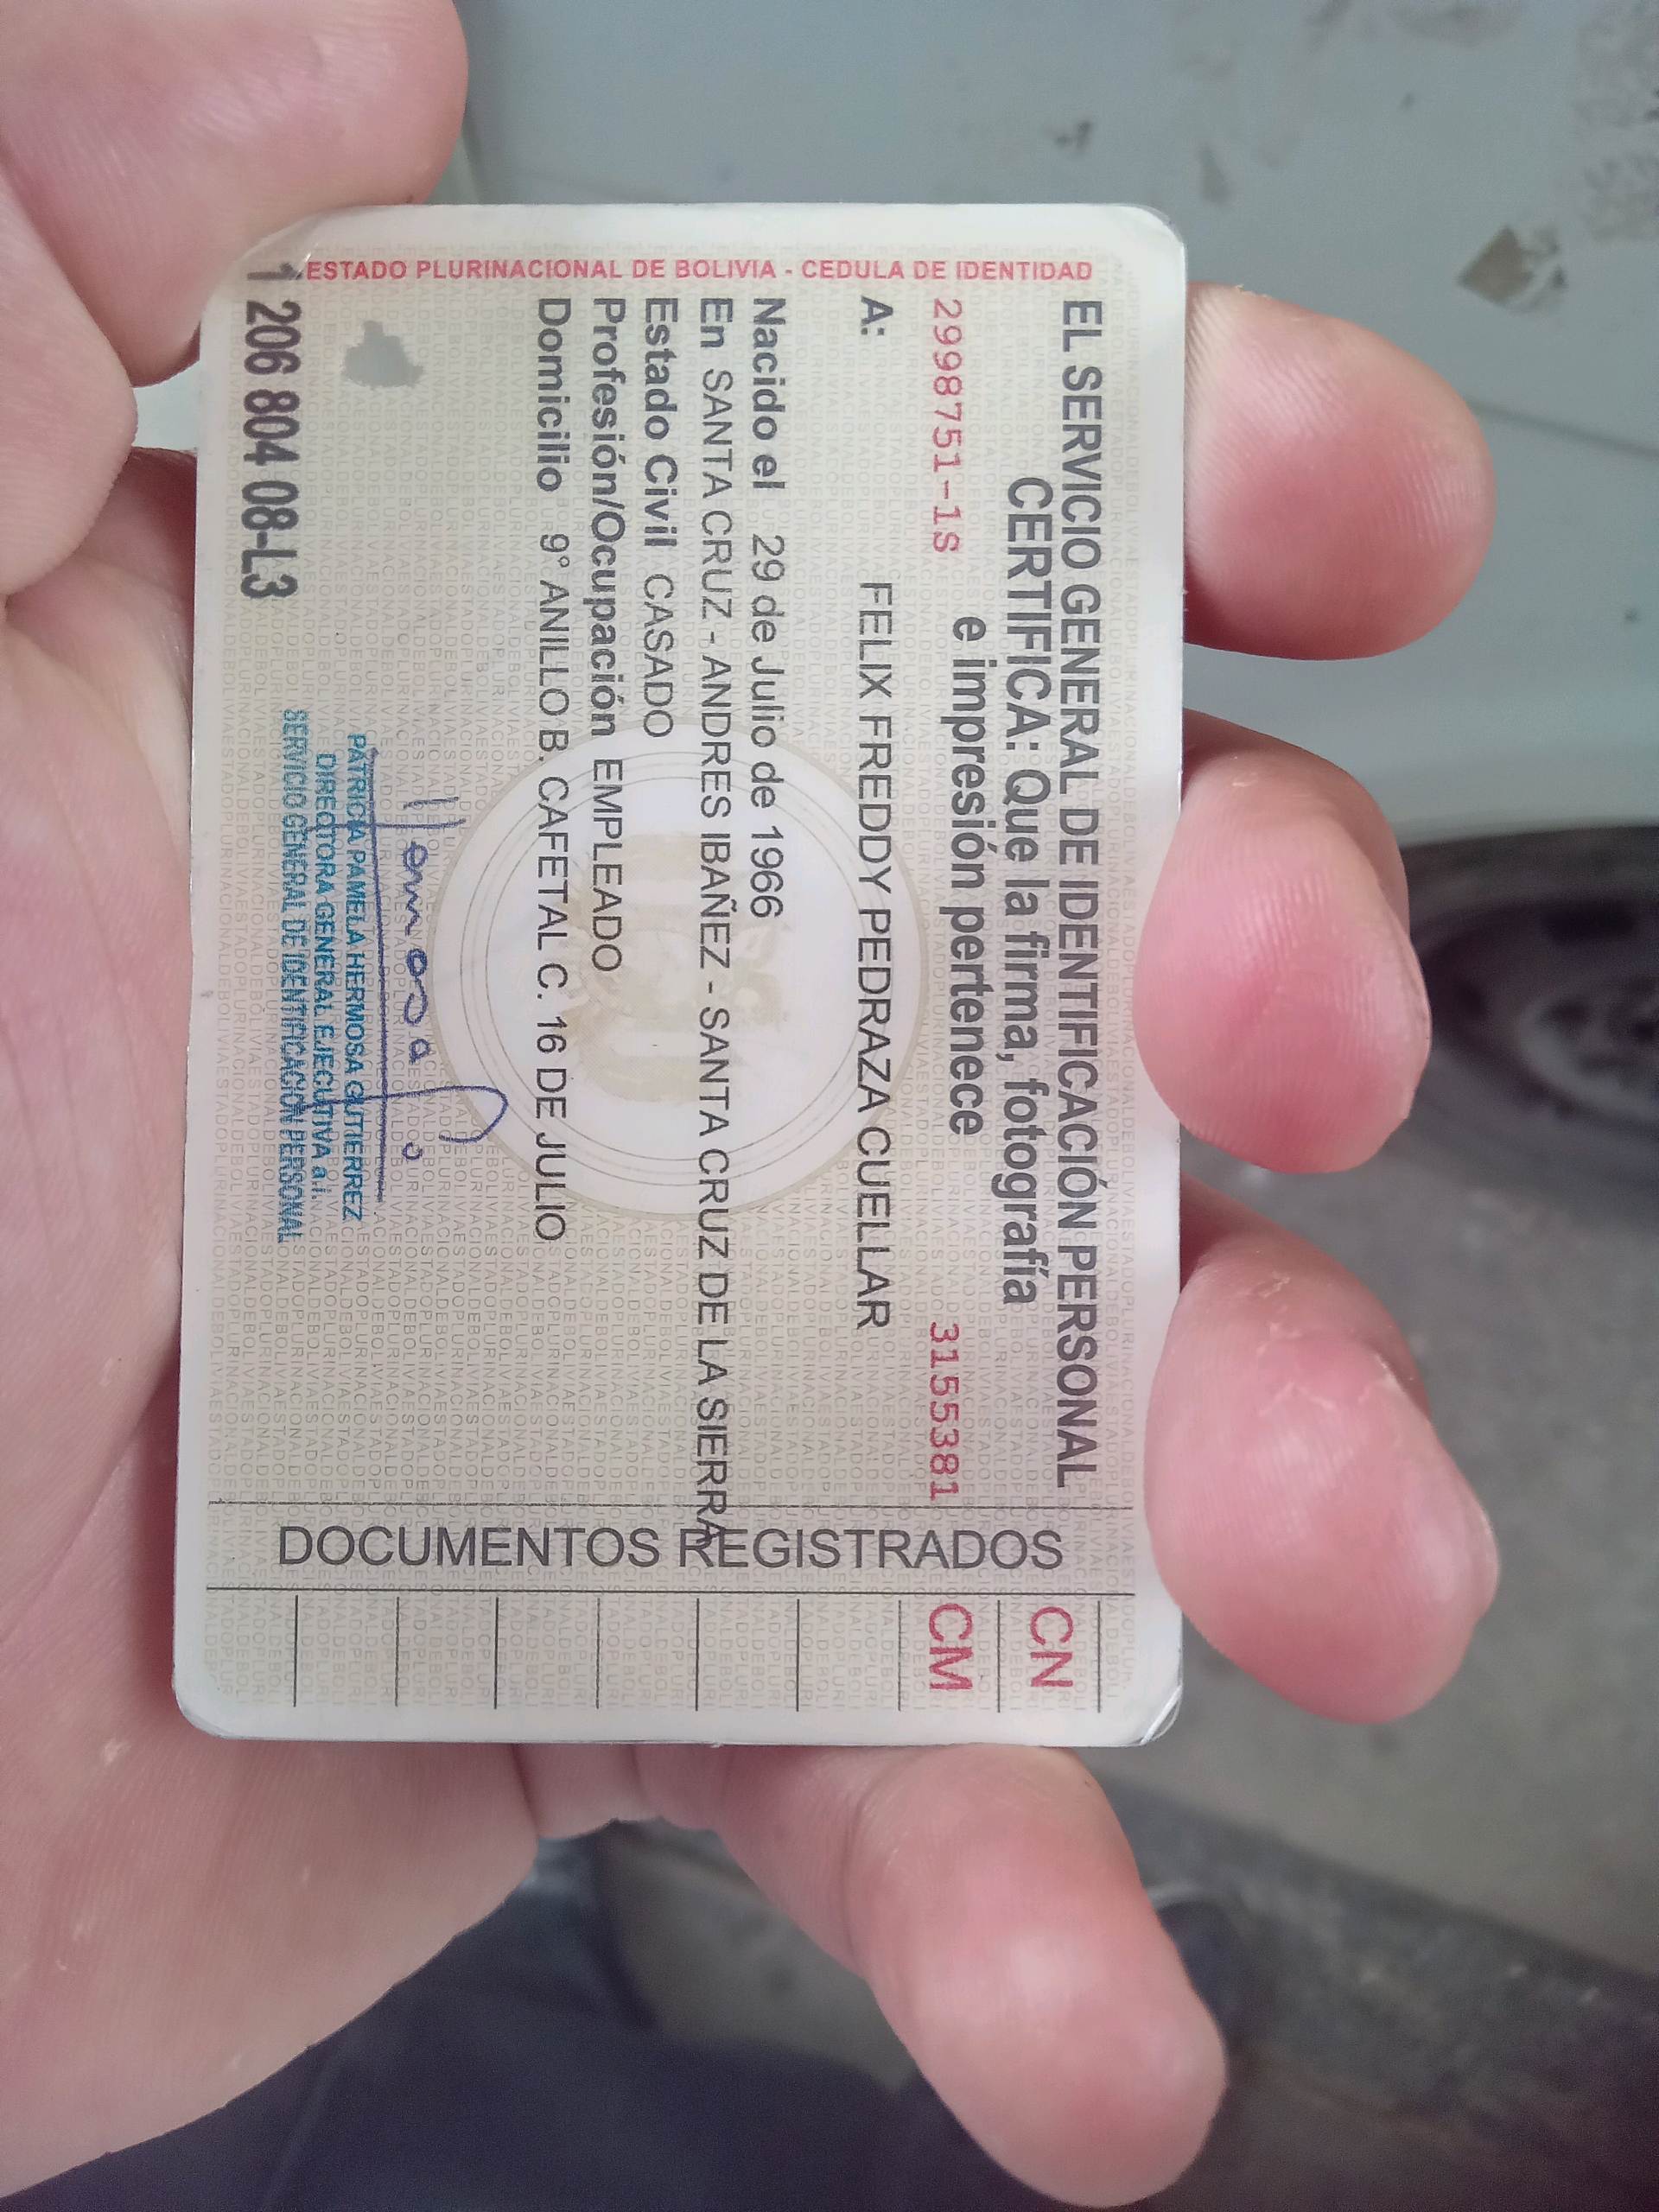 ESTADO PLURINACIONAL DE BOLIVIA - CEDULA DE IDENTIDAD
EL SERVICIO GENERAL DE IDENTIFICACIÓN PERSONAL
CERTIFICA: Que la firma, fotografía
e impresión pertenece
2998751-1S
3155381
A: FELIX FREDDY PEDRAZA CUELLAR
Nacido el 29 de Julio de 1966
En SANTA CRUZ - ANDRES IBAÑEZ - SANTA CRUZ DE LA SIERRA
Estado Civil CASADO
Profesión/Ocupación EMPLEADO
Domicilio 9° ANILLO B. CAFETAL C. 16 DE JULIO
PATRICIA PAMELA HERMOSA GUTIERREZ
DIRECTORA GENERAL EJECUTIVA a.i.
SERVICIO GENERAL DE IDENTIFICACIÓN PERSONAL
1 206 804 08-L3
DOCUMENTOS REGISTRADOS
CN
CM